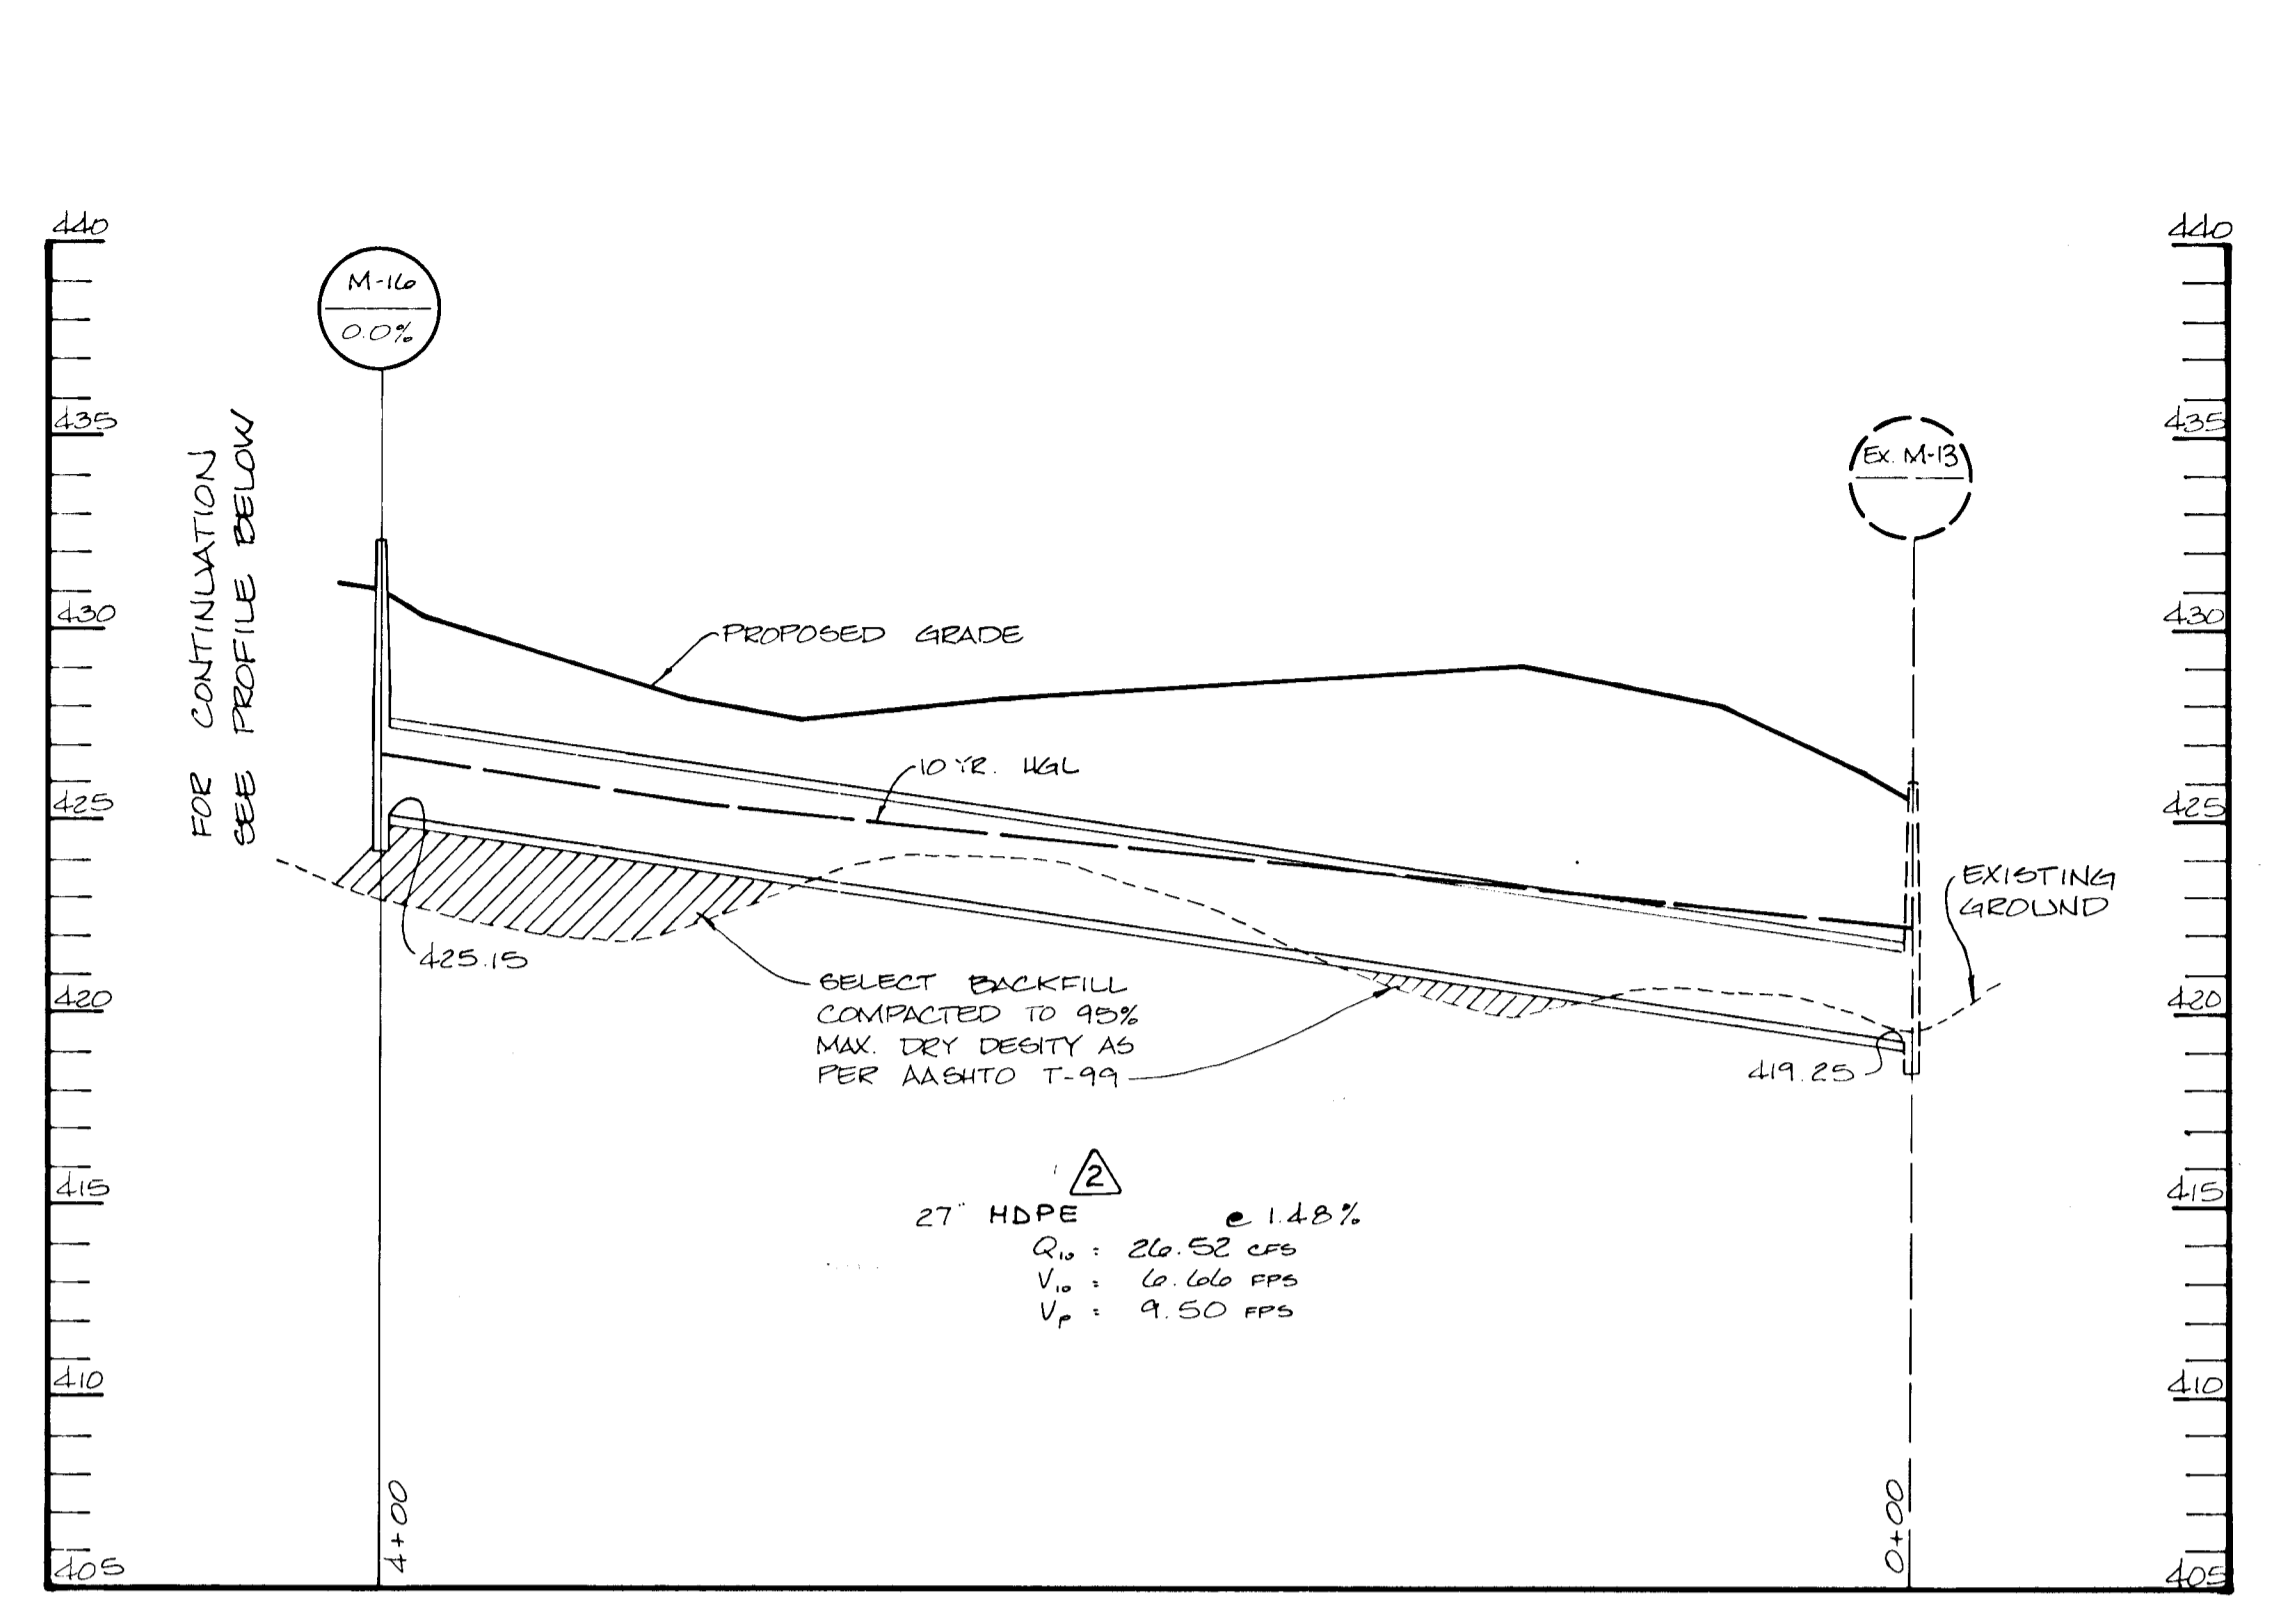 440
435
430
425
420
415
410
405
M-16
0.0%
FOR CONTINUATION
SEE PROFILE BELOW
PROPOSED GRADE
10 YR. HGL
425.15
SELECT BACKFILL
COMPACTED TO 95%
MAX. DRY DESITY AS
PER AASHTO T-99
2
27" HDPE @ 1.48%
Q10 : 26.52 CFS
V10 : 6.66 FPS
Vp : 9.50 FPS
4+00
Ex. M-13
EXISTING
GROUND
419.25
0+00
440
435
430
425
420
415
410
405